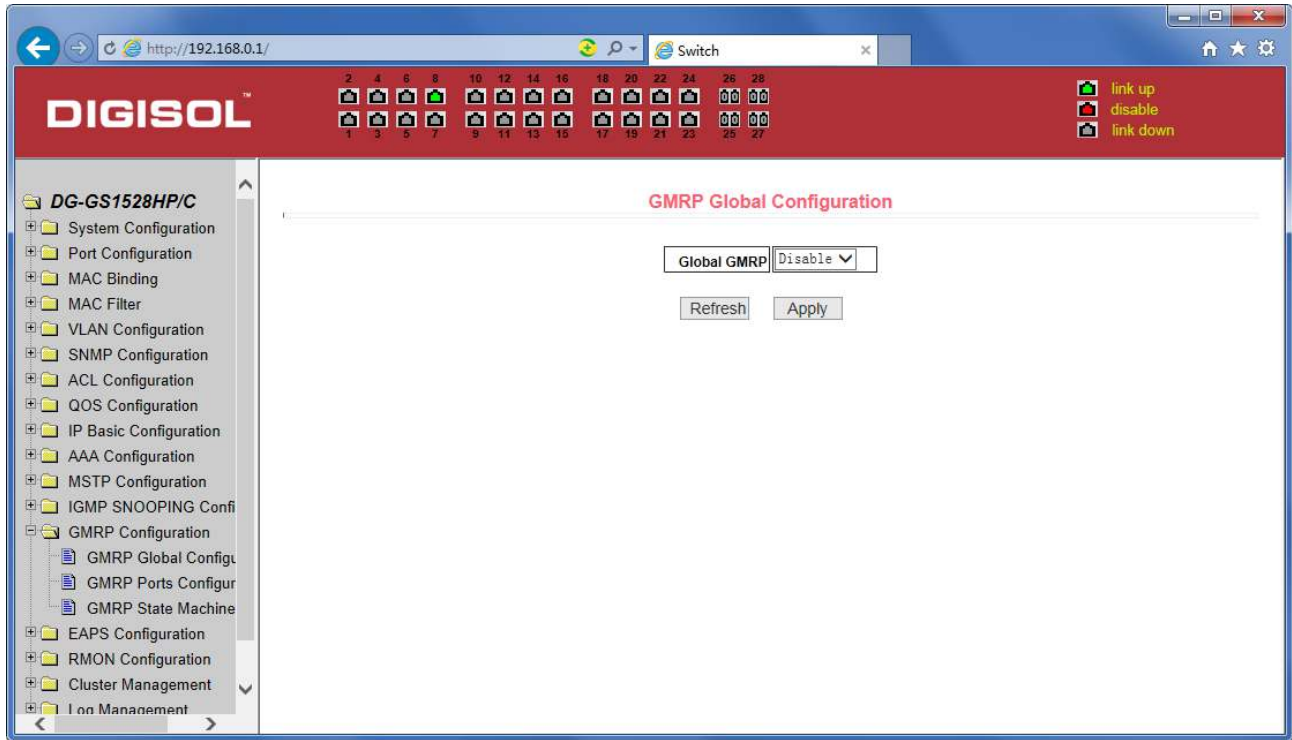 http://192.168.0.1/
Switch
DIGISOL™
2 4 6 8 10 12 14 16 18 20 22 24 26 28
1 3 5 7 9 11 13 15 17 19 21 23 25 27
link up
disable
link down
DG-GS1528HP/C
System Configuration
Port Configuration
MAC Binding
MAC Filter
VLAN Configuration
SNMP Configuration
ACL Configuration
QOS Configuration
IP Basic Configuration
AAA Configuration
MSTP Configuration
IGMP SNOOPING Confi
GMRP Configuration
GMRP Global Configu
GMRP Ports Configur
GMRP State Machine
EAPS Configuration
RMON Configuration
Cluster Management
Log Management
GMRP Global Configuration
Global GMRP Disable
Refresh Apply